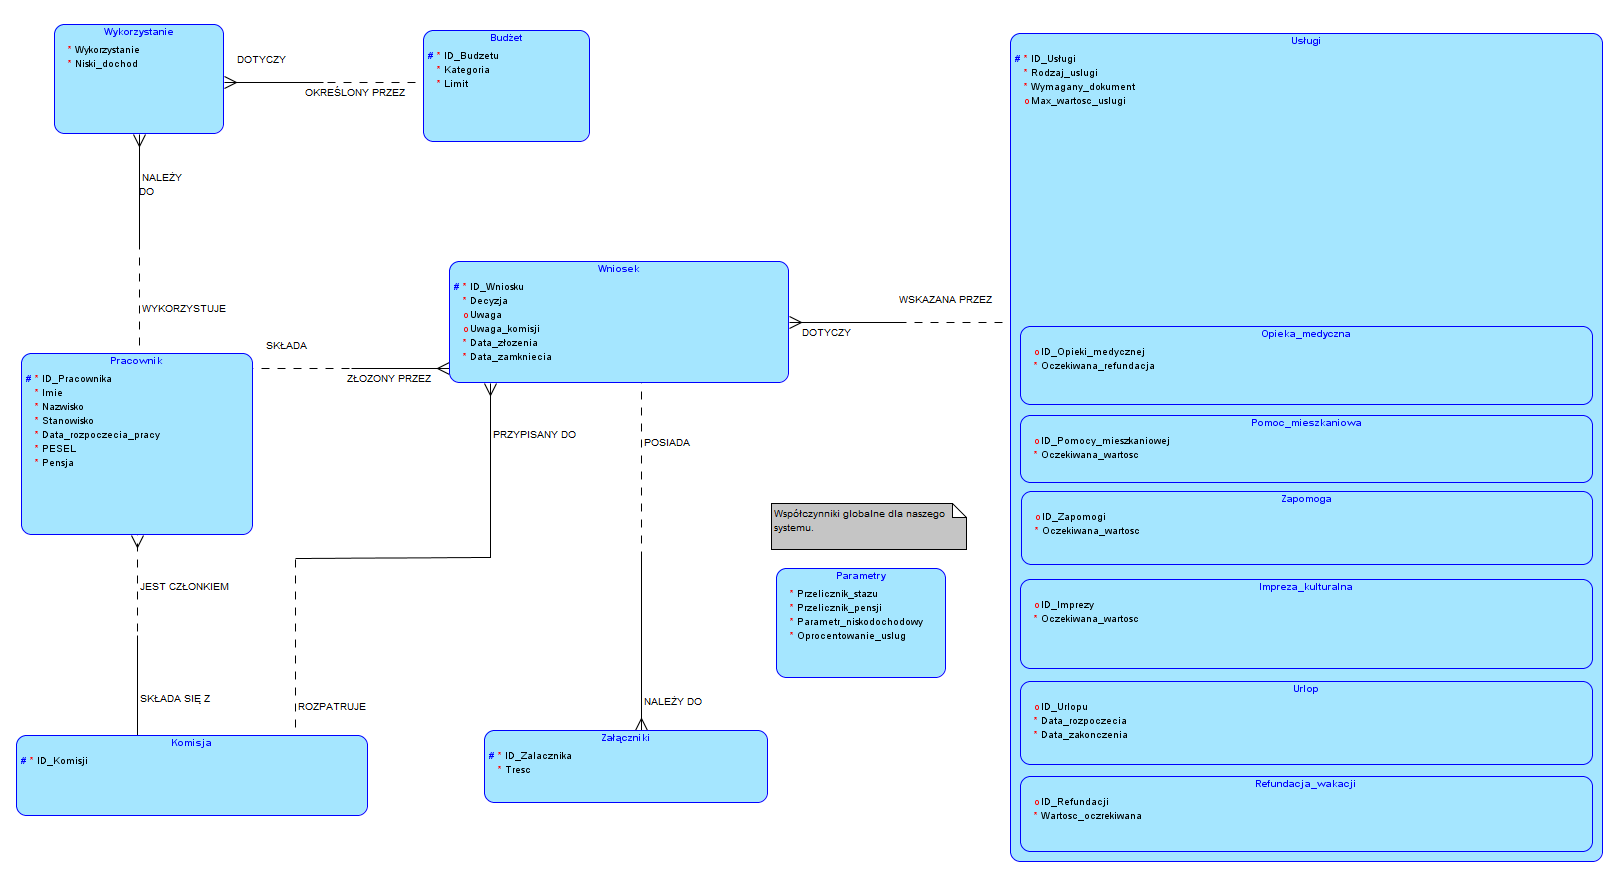 Wykorzystanie
* Wykorzystanie
* Niski_dochod
DOTYCZY
OKREŚLONY PRZEZ
Budżet
# * ID_Budzetu
* Kategoria
* Limit
NALEŻY
DO
WYKORZYSTUJE
Pracownik
# * ID_Pracownika
* Imie
* Nazwisko
* Stanowisko
* Data_rozpoczecia_pracy
* PESEL
* Pensja
SKŁADA
ZŁOZONY PRZEZ
Wniosek
# * ID_Wniosku
* Decyzja
o Uwaga
o Uwaga_komisji
* Data_złozenia
* Data_zamkniecia
WSKAZANA PRZEZ
DOTYCZY
PRZYPISANY DO
POSIADA
JEST CZŁONKIEM
SKŁADA SIĘ Z
ROZPATRUJE
NALEŻY DO
Komisja
# * ID_Komisji
Załączniki
# * ID_Zalacznika
* Tresc
Współczynniki globalne dla naszego
systemu.
Parametry
* Przelicznik_stazu
* Przelicznik_pensji
* Parametr_niskodochodowy
* Oprocentowanie_uslug
Usługi
# * ID_Usługi
* Rodzaj_uslugi
* Wymagany_dokument
o Max_wartosc_uslugi
Opieka_medyczna
o ID_Opieki_medycznej
* Oczekiwana_refundacja
Pomoc_mieszkaniowa
o ID_Pomocy_mieszkaniowej
* Oczekiwana_wartosc
Zapomoga
o ID_Zapomogi
* Oczekiwana_wartosc
Impreza_kulturalna
o ID_Imprezy
* Oczekiwana_wartosc
Urlop
o ID_Urlopu
* Data_rozpoczecia
* Data_zakonczenia
Refundacja_wakacji
o ID_Refundacji
* Wartosc_oczrekiwana